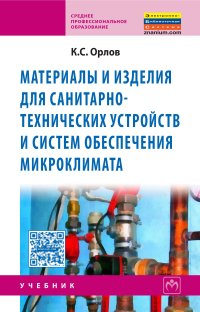 СРЕДНЕЕ
ПРОФЕССИОНАЛЬНОЕ
ОБРАЗОВАНИЕ
znanium.com
К.С. Орлов
МАТЕРИАЛЫ И ИЗДЕЛИЯ
ДЛЯ САНИТАРНО-
ТЕХНИЧЕСКИХ УСТРОЙСТВ
И СИСТЕМ ОБЕСПЕЧЕНИЯ
МИКРОКЛИМАТА
УЧЕБНИК